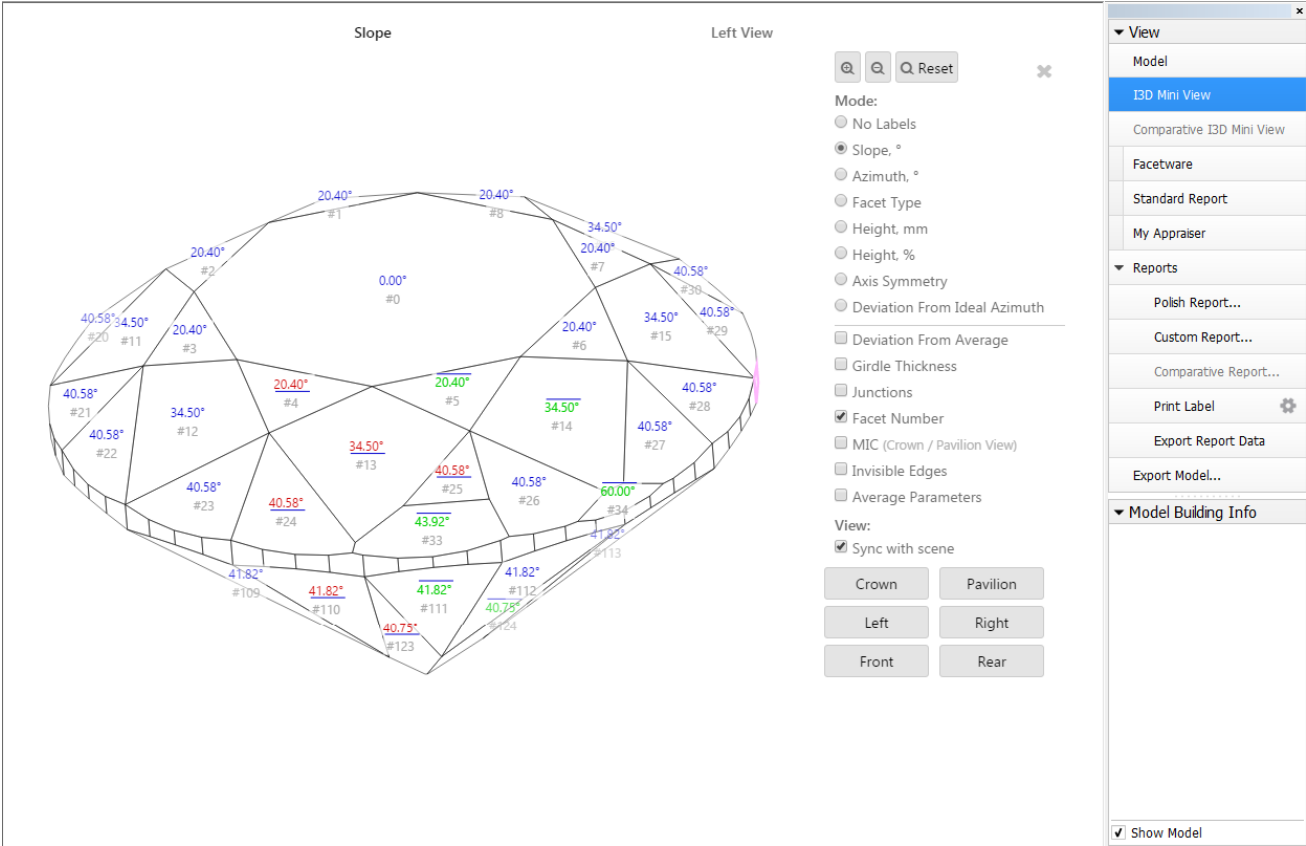 Slope
Left View
20.40°
#1
20.40°
#8
34.50°
20.40°
#7
20.40°
#2
40.58°
#30
0.00°
#0
40.58°
#20
34.50°
#11
20.40°
#3
20.40°
#6
34.50°
#15
40.58°
#29
40.58°
#21
20.40°
#4
20.40°
#5
40.58°
#28
34.50°
#12
34.50°
#14
40.58°
#22
34.50°
#13
40.58°
#27
40.58°
#23
40.58°
#24
40.58°
#25
40.58°
#26
60.00°
#34
43.92°
#33
41.82°
#113
41.82°
#109
41.82°
#110
41.82°
#111
41.82°
#112
40.75°
#123
40.75°
#124
Reset
Mode:
No Labels
Slope, °
Azimuth, °
Facet Type
Height, mm
Height, %
Axis Symmetry
Deviation From Ideal Azimuth
Deviation From Average
Girdle Thickness
Junctions
Facet Number
MIC (Crown / Pavilion View)
Invisible Edges
Average Parameters
View:
Sync with scene
Crown
Pavilion
Left
Right
Front
Rear
View
Model
I3D Mini View
Comparative I3D Mini View
Facetware
Standard Report
My Appraiser
Reports
Polish Report...
Custom Report...
Comparative Report...
Print Label
Export Report Data
Export Model...
Model Building Info
Show Model